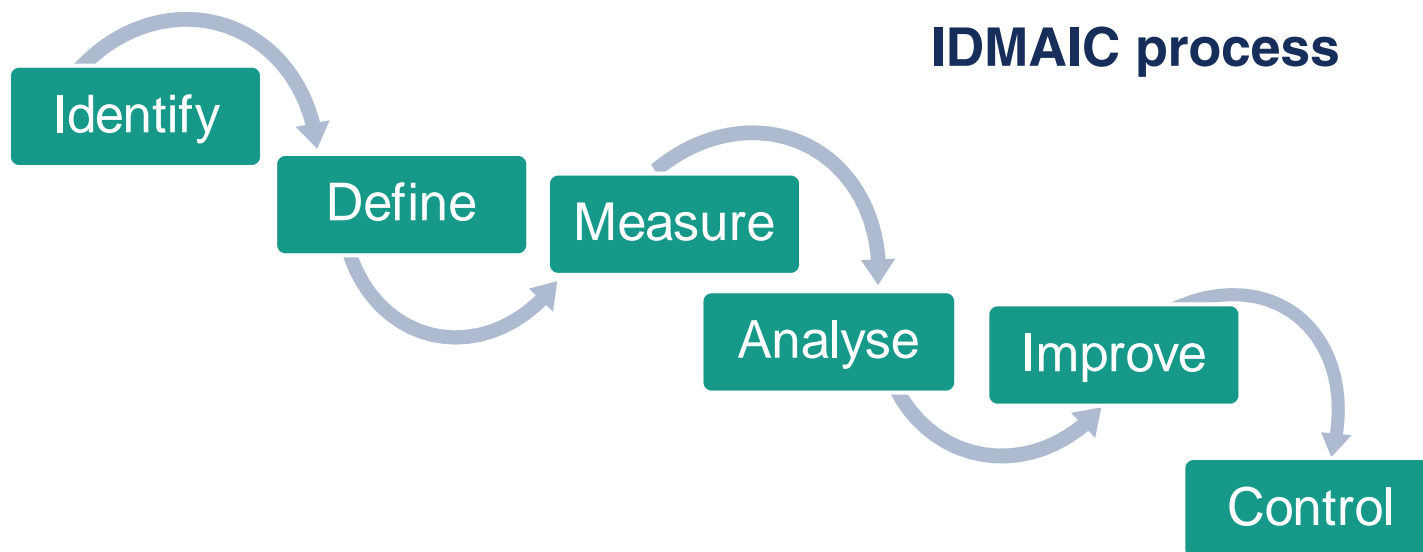 IDMAIC process
Identify
Define
Measure
Analyse
Improve
Control